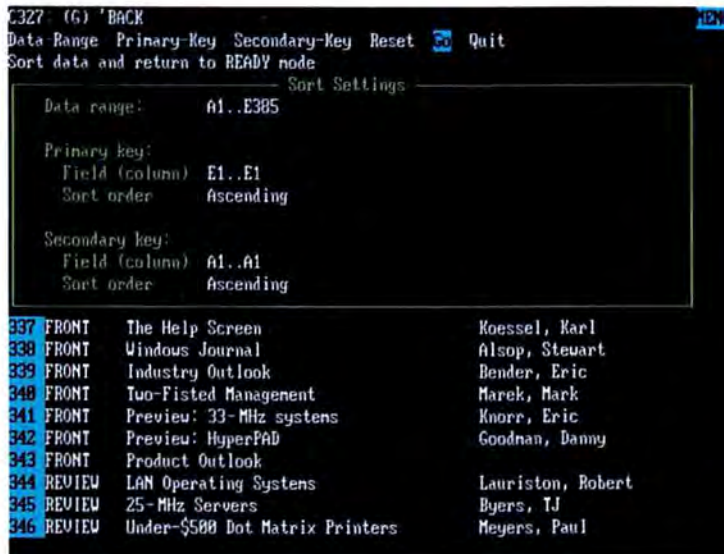 C327: (G) 'BACK MENU
Data-Range Primary-Key Secondary-Key Reset Go Quit
Sort data and return to READY mode
Sort Settings
Data range: A1..E385
Primary key:
Field (column) E1..E1
Sort order Ascending
Secondary key:
Field (column) A1..A1
Sort order Ascending
337 FRONT The Help Screen Koessel, Karl
338 FRONT Windows Journal Alsop, Stewart
339 FRONT Industry Outlook Bender, Eric
340 FRONT Two-Fisted Management Marek, Mark
341 FRONT Preview: 33-MHz systems Knorr, Eric
342 FRONT Preview: HyperPAD Goodman, Danny
343 FRONT Product Outlook
344 REVIEW LAN Operating Systems Lauriston, Robert
345 REVIEW 25-MHz Servers Byers, TJ
346 REVIEW Under-$500 Dot Matrix Printers Meyers, Paul